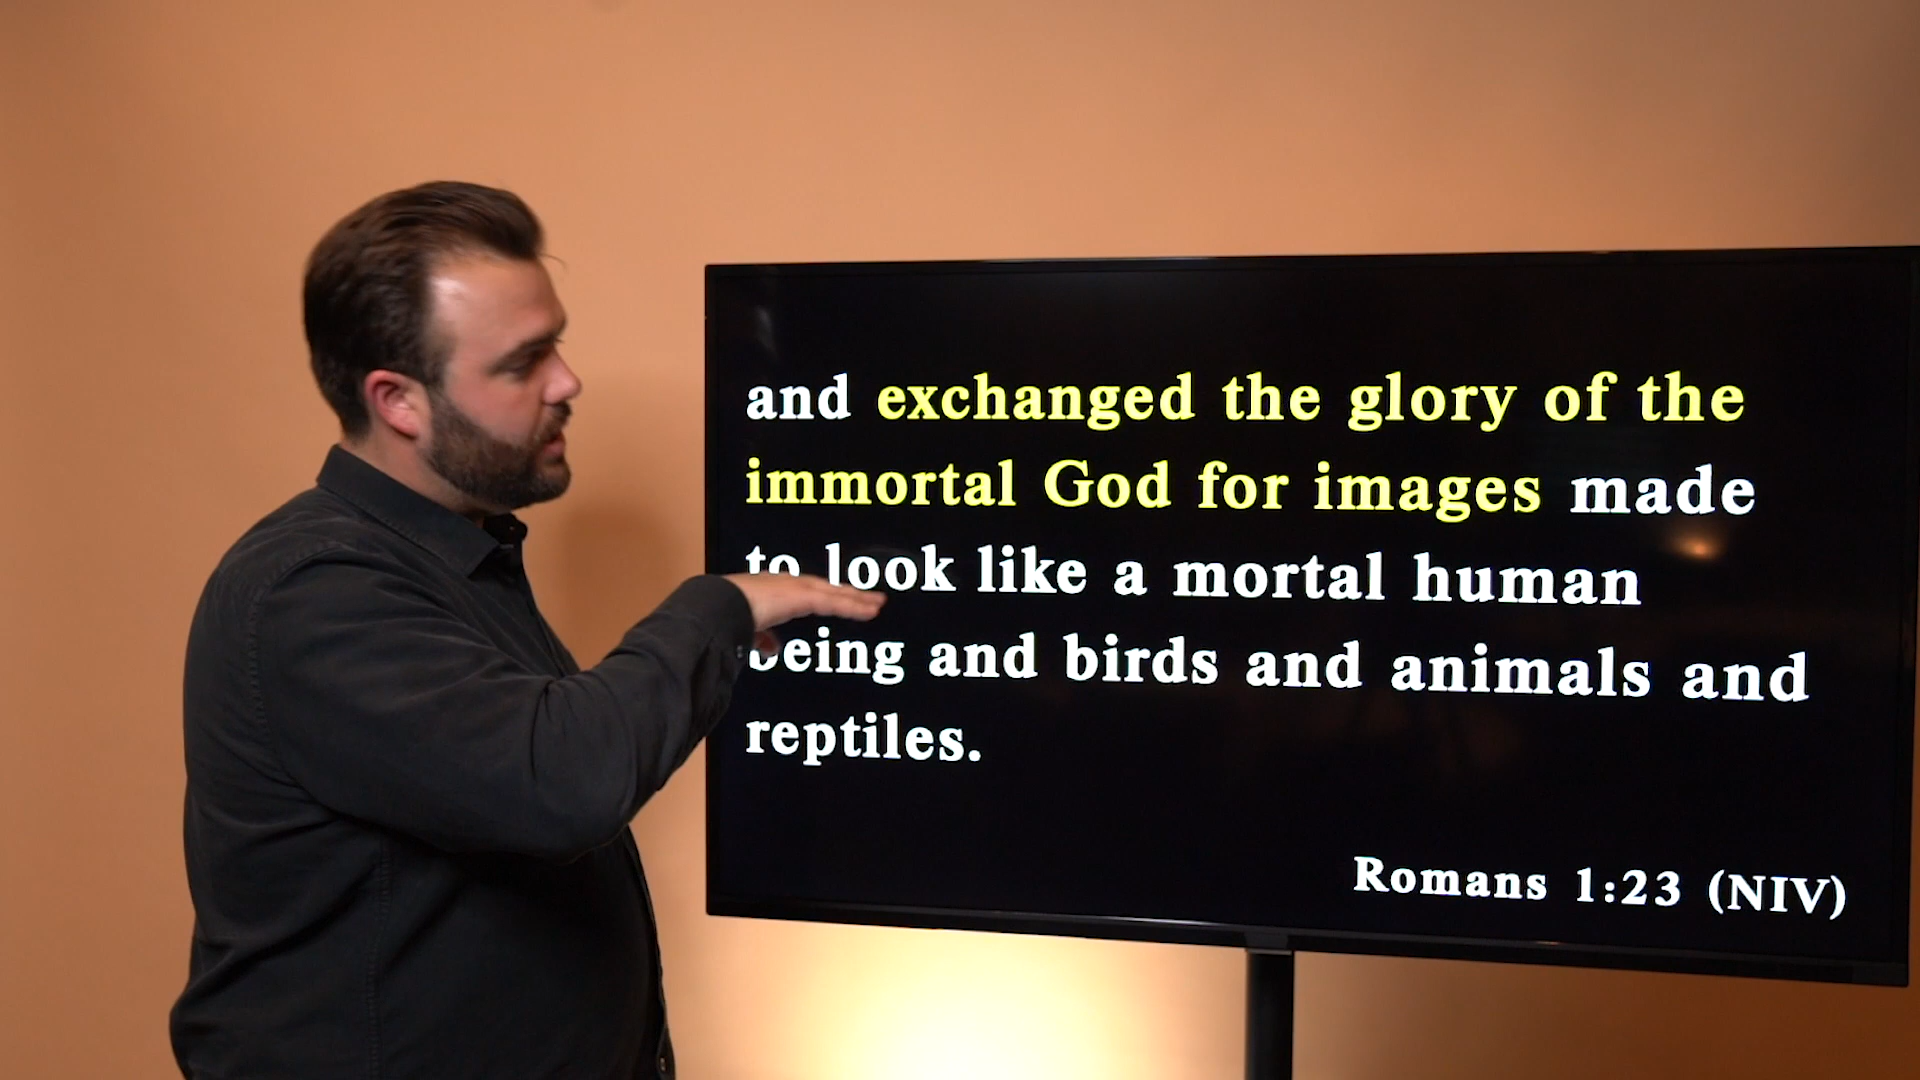 and exchanged the glory of the
immortal God for images made
to look like a mortal human
being and birds and animals and
reptiles.
Romans 1:23 (NIV)